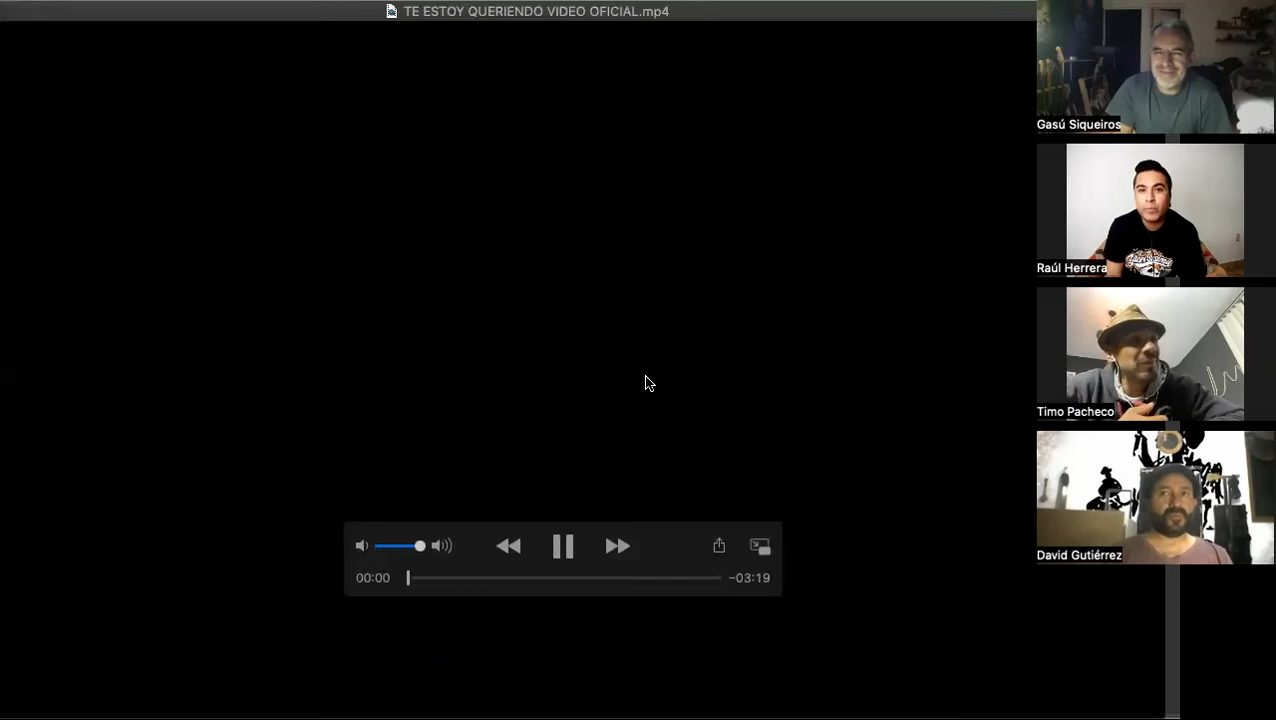 TE ESTOY QUERIENDO VIDEO OFICIAL.mp4
Gasú Siqueiros
Raúl Herrera
Timo Pacheco
David Gutiérrez
00:00
-03:19